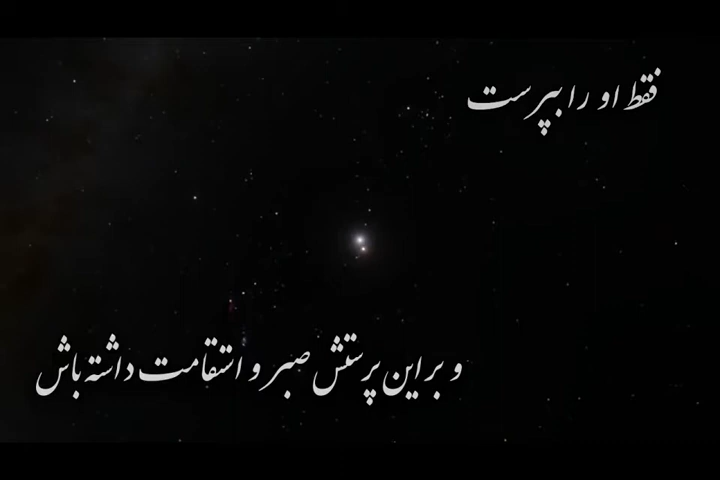 فقط او را بپرست
و بر این پرستش صبر و استقامت داشته باش